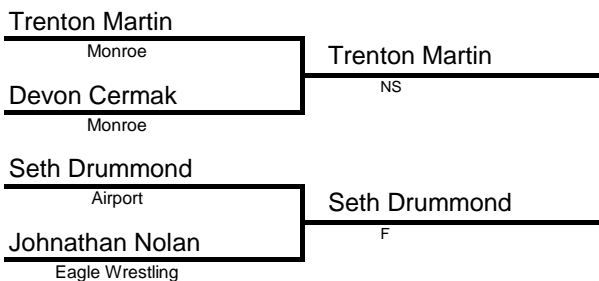 Trenton Martin
Monroe
Trenton Martin
NS
Devon Cermak
Monroe
Seth Drummond
Airport
Seth Drummond
F
Johnathan Nolan
Eagle Wrestling